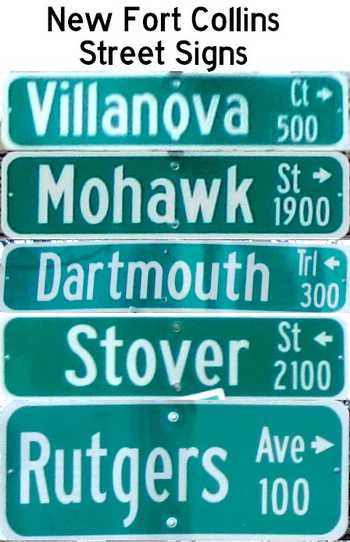 New Fort Collins
Street Signs
Villanova Ct →
500
Mohawk St →
1900
Dartmouth Trl ←
300
Stover St ←
2100
Rutgers Ave →
100